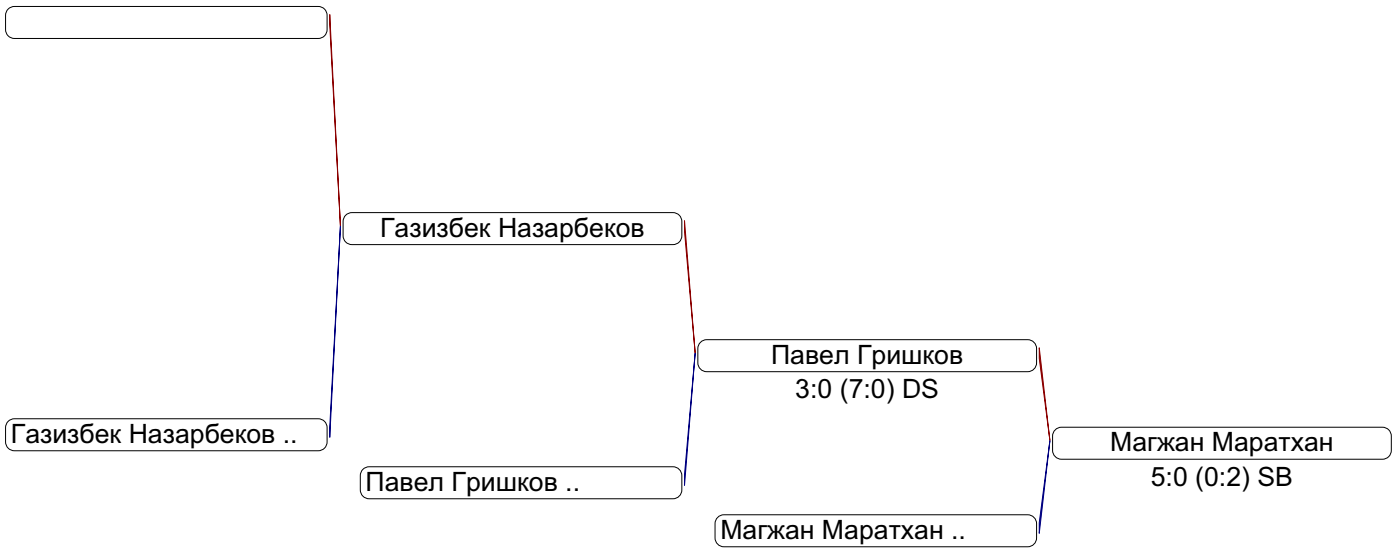 Газизбек Назарбеков
Павел Гришков
3:0 (7:0) DS
Газизбек Назарбеков ..
Магжан Маратхан
5:0 (0:2) SB
Павел Гришков ..
Магжан Маратхан ..